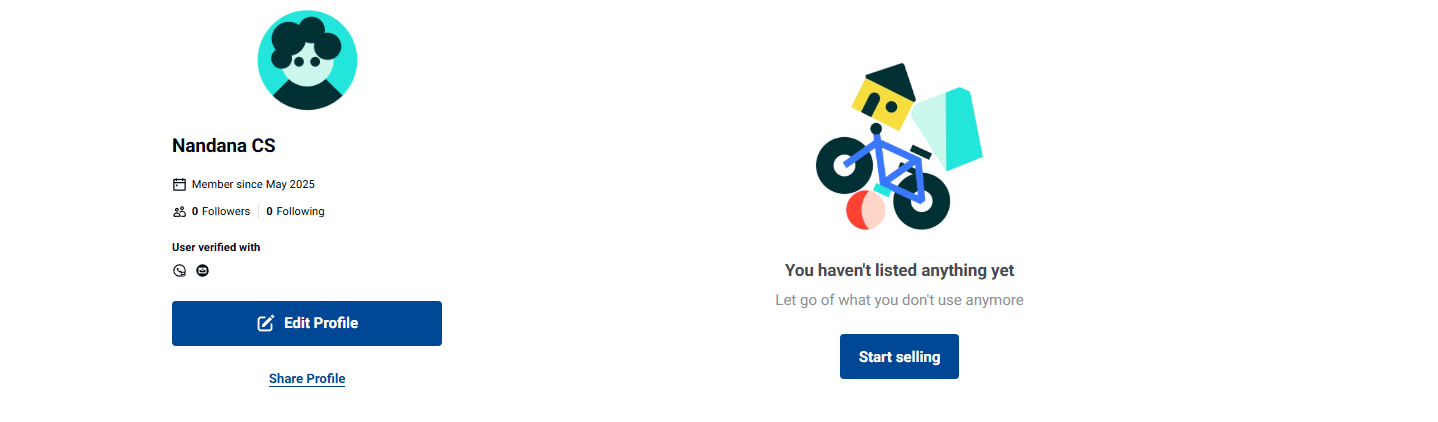 Nandana CS
Member since May 2025
0 Followers 0 Following
User verified with
Edit Profile
Share Profile
You haven't listed anything yet
Let go of what you don't use anymore
Start selling